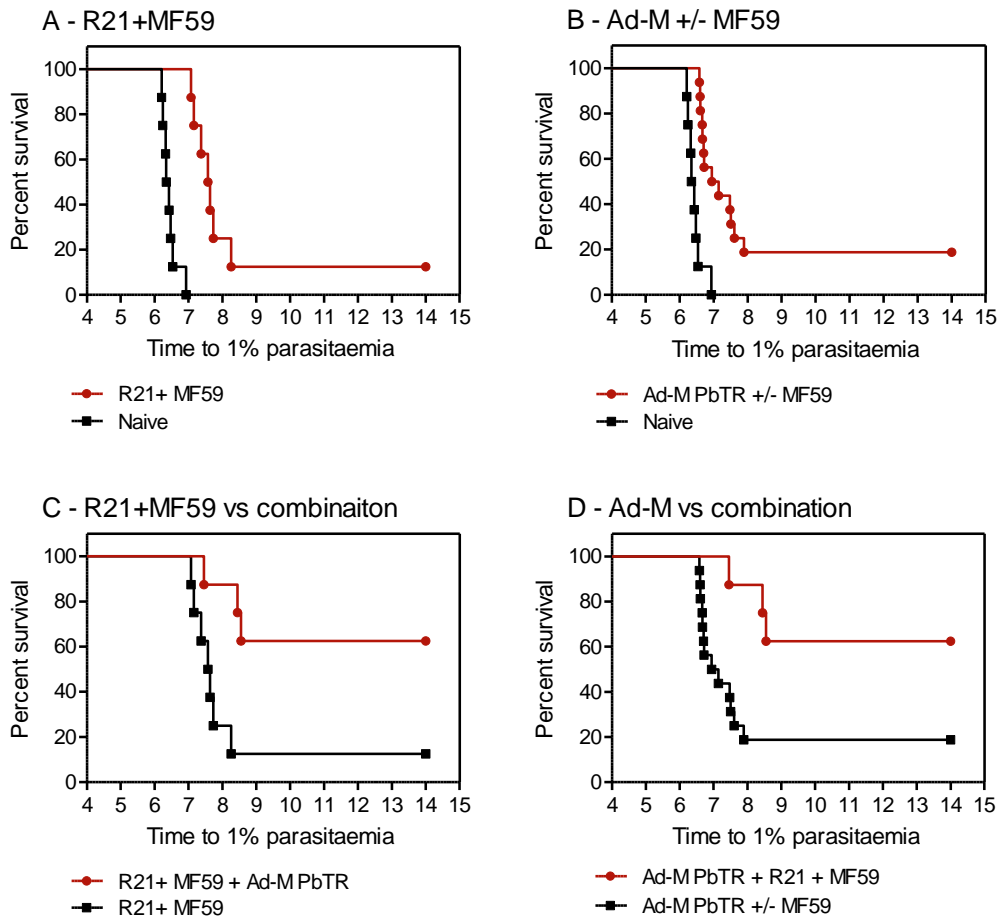 A - R21+MF59
Percent survival
100
80
60
40
20
0
4 5 6 7 8 9 10 11 12 13 14 15
Time to 1% parasitaemia
R21+ MF59
Naive
B - Ad-M +/- MF59
Percent survival
100
80
60
40
20
0
4 5 6 7 8 9 10 11 12 13 14 15
Time to 1% parasitaemia
Ad-M PbTR +/- MF59
Naive
C - R21+MF59 vs combinaiton
Percent survival
100
80
60
40
20
0
4 5 6 7 8 9 10 11 12 13 14 15
Time to 1% parasitaemia
R21+ MF59 + Ad-M PbTR
R21+ MF59
D - Ad-M vs combination
Percent survival
100
80
60
40
20
0
4 5 6 7 8 9 10 11 12 13 14 15
Time to 1% parasitaemia
Ad-M PbTR + R21 + MF59
Ad-M PbTR +/- MF59